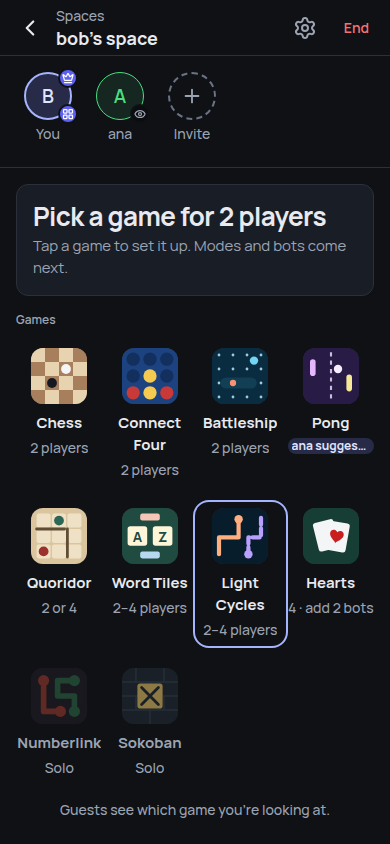 Spaces
bob's space
End
B
A
You
ana
Invite
Pick a game for 2 players
Tap a game to set it up. Modes and bots come
next.
Games
Chess
2 players
Connect
Four
2 players
Battleship
2 players
Pong
ana sugges...
Quoridor
2 or 4
A Z
Word Tiles
2–4 players
Light
Cycles
2–4 players
Hearts
4 · add 2 bots
Numberlink
Solo
Sokoban
Solo
Guests see which game you're looking at.